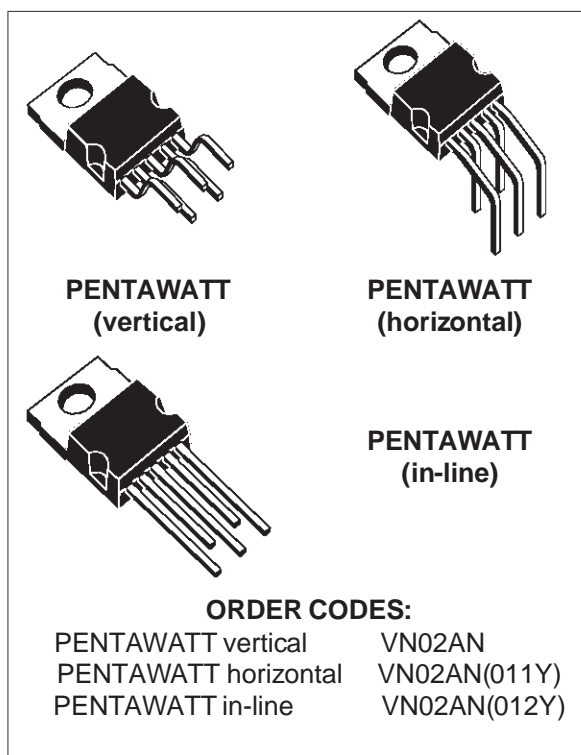 PENTAWATT
(vertical)
PENTAWATT
(horizontal)
PENTAWATT
(in-line)
ORDER CODES:
PENTAWATT vertical VN02AN
PENTAWATT horizontal VN02AN(011Y)
PENTAWATT in-line VN02AN(012Y)